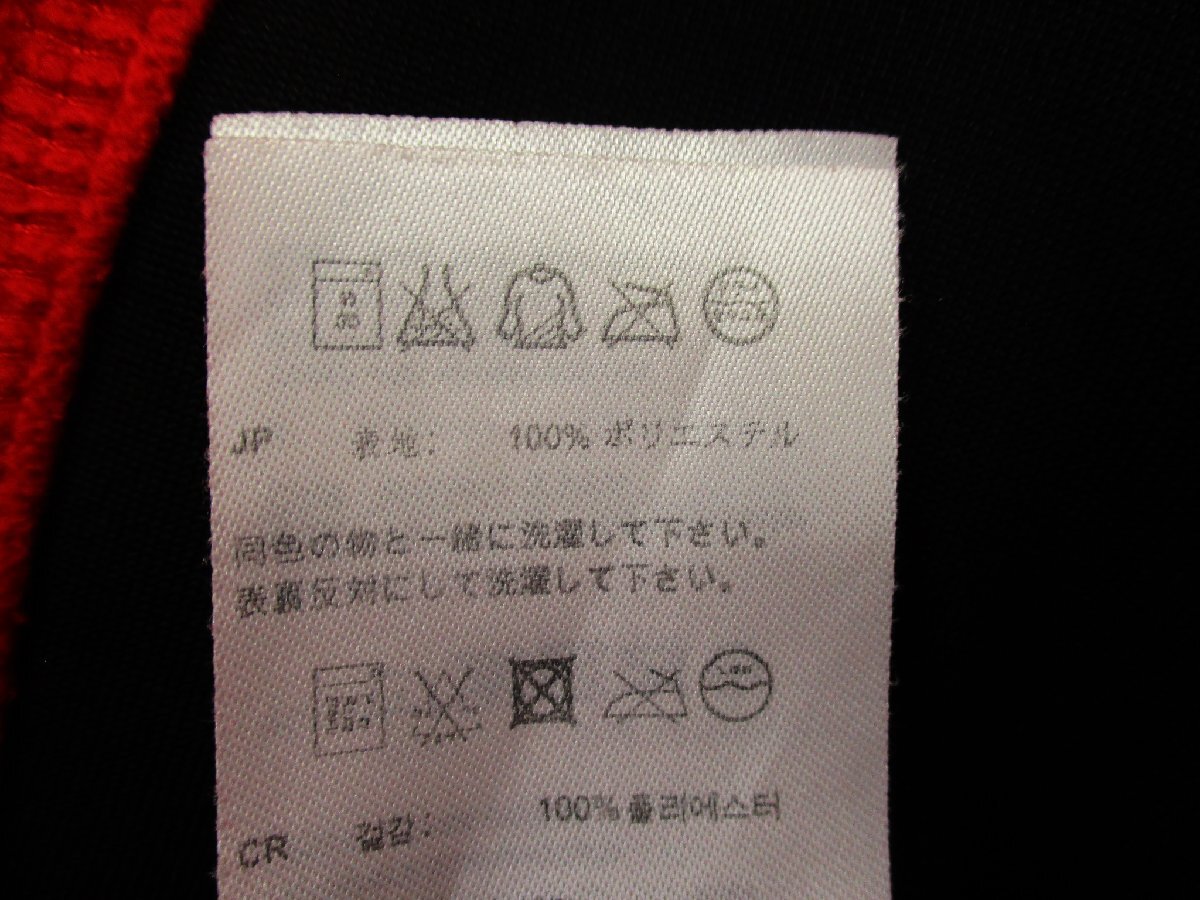 JP 表地: 100% ポリエステル
同色の物と一緒に洗濯して下さい。
表裏反対にして洗濯して下さい。
CR 겉감: 100% 폴리에스터